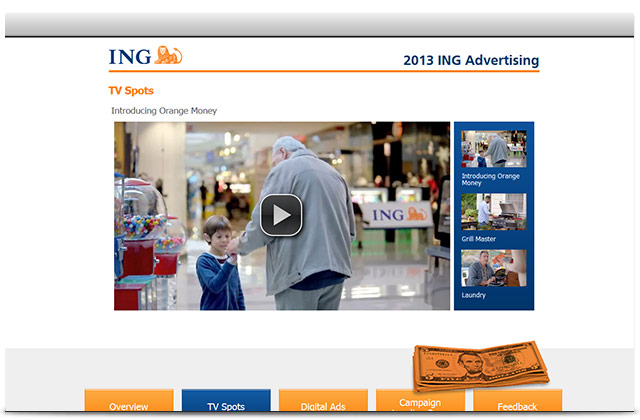 ING
2013 ING Advertising
TV Spots
Introducing Orange Money
ING
Introducing Orange
Money
Grill Master
Laundry
Overview
TV Spots
Digital Ads
Campaign
Feedback